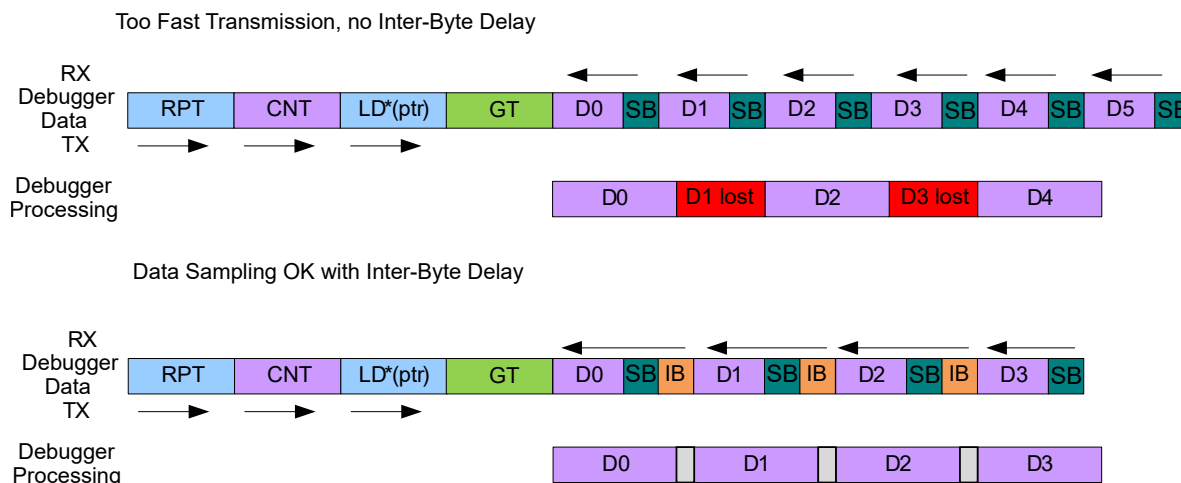 Too Fast Transmission, no Inter-Byte Delay
RX
Debugger
Data
TX
RPT CNT LD*(ptr) GT D0 SB D1 SB D2 SB D3 SB D4 SB D5 SB
Debugger
Processing
D0 D1 lost D2 D3 lost D4
Data Sampling OK with Inter-Byte Delay
RX
Debugger
Data
TX
RPT CNT LD*(ptr) GT D0 SB IB D1 SB IB D2 SB IB D3 SB
Debugger
Processing
D0 D1 D2 D3